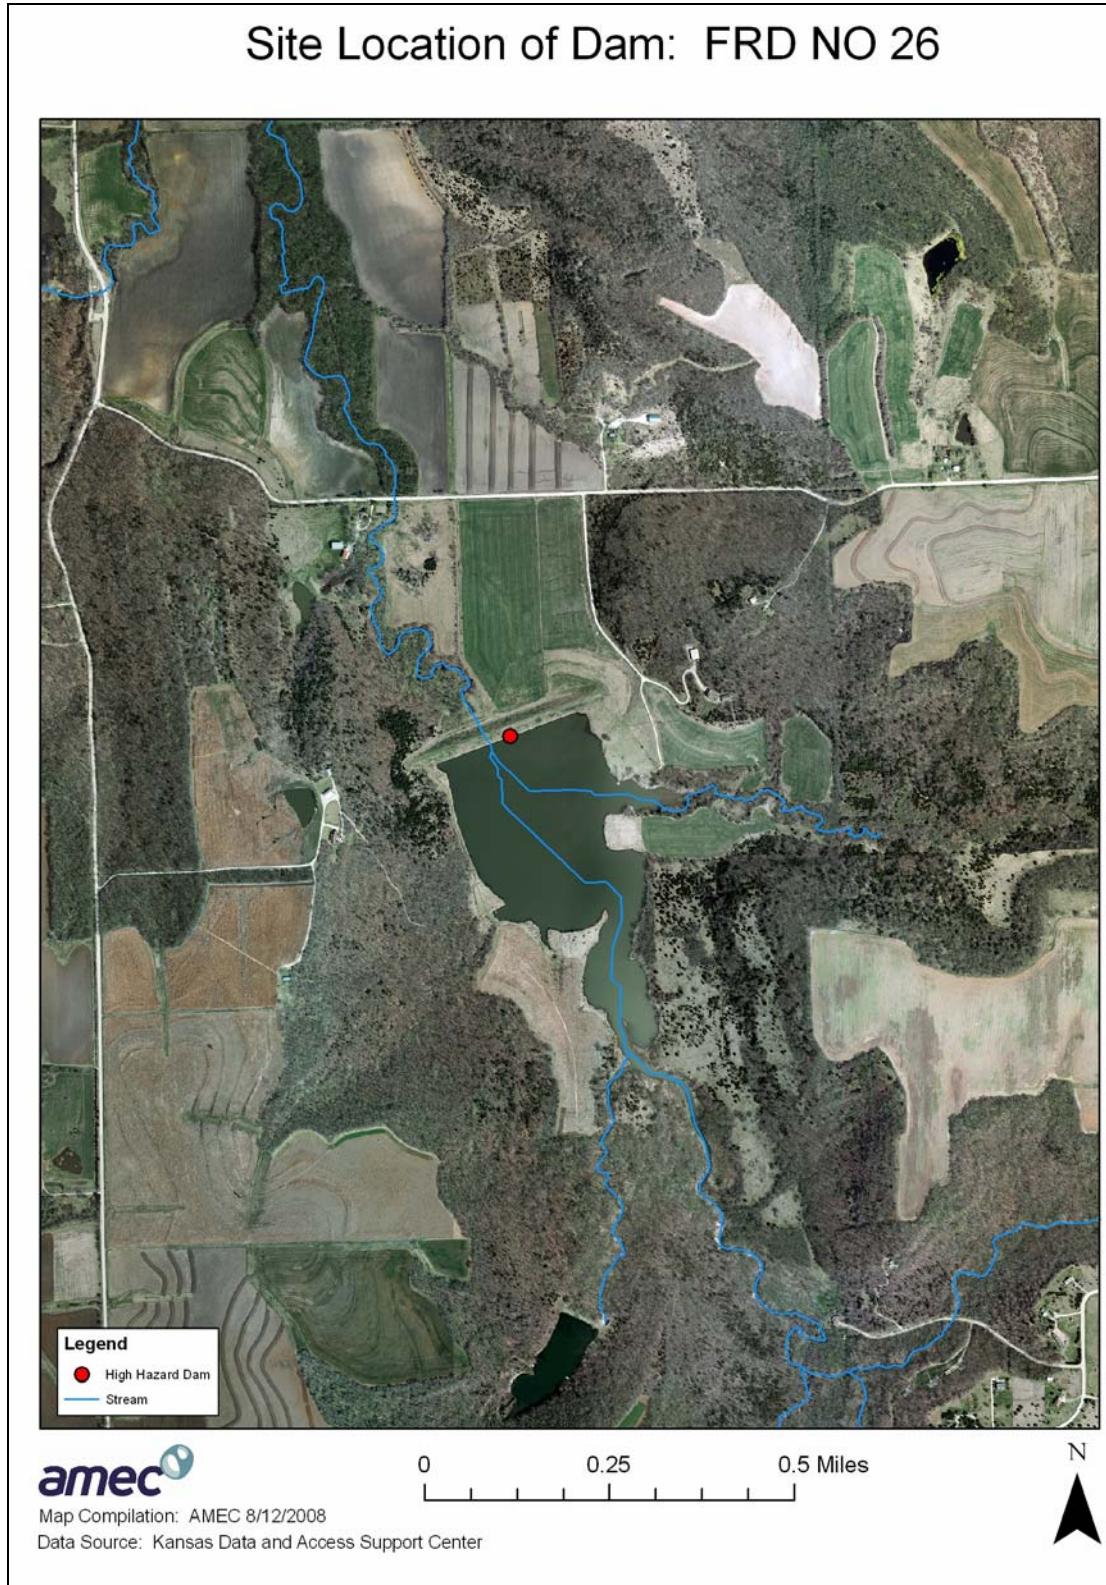 Site Location of Dam: FRD NO 26
Legend
High Hazard Dam
Stream
amec
0 0.25 0.5 Miles
N
Map Compilation: AMEC 8/12/2008
Data Source: Kansas Data and Access Support Center